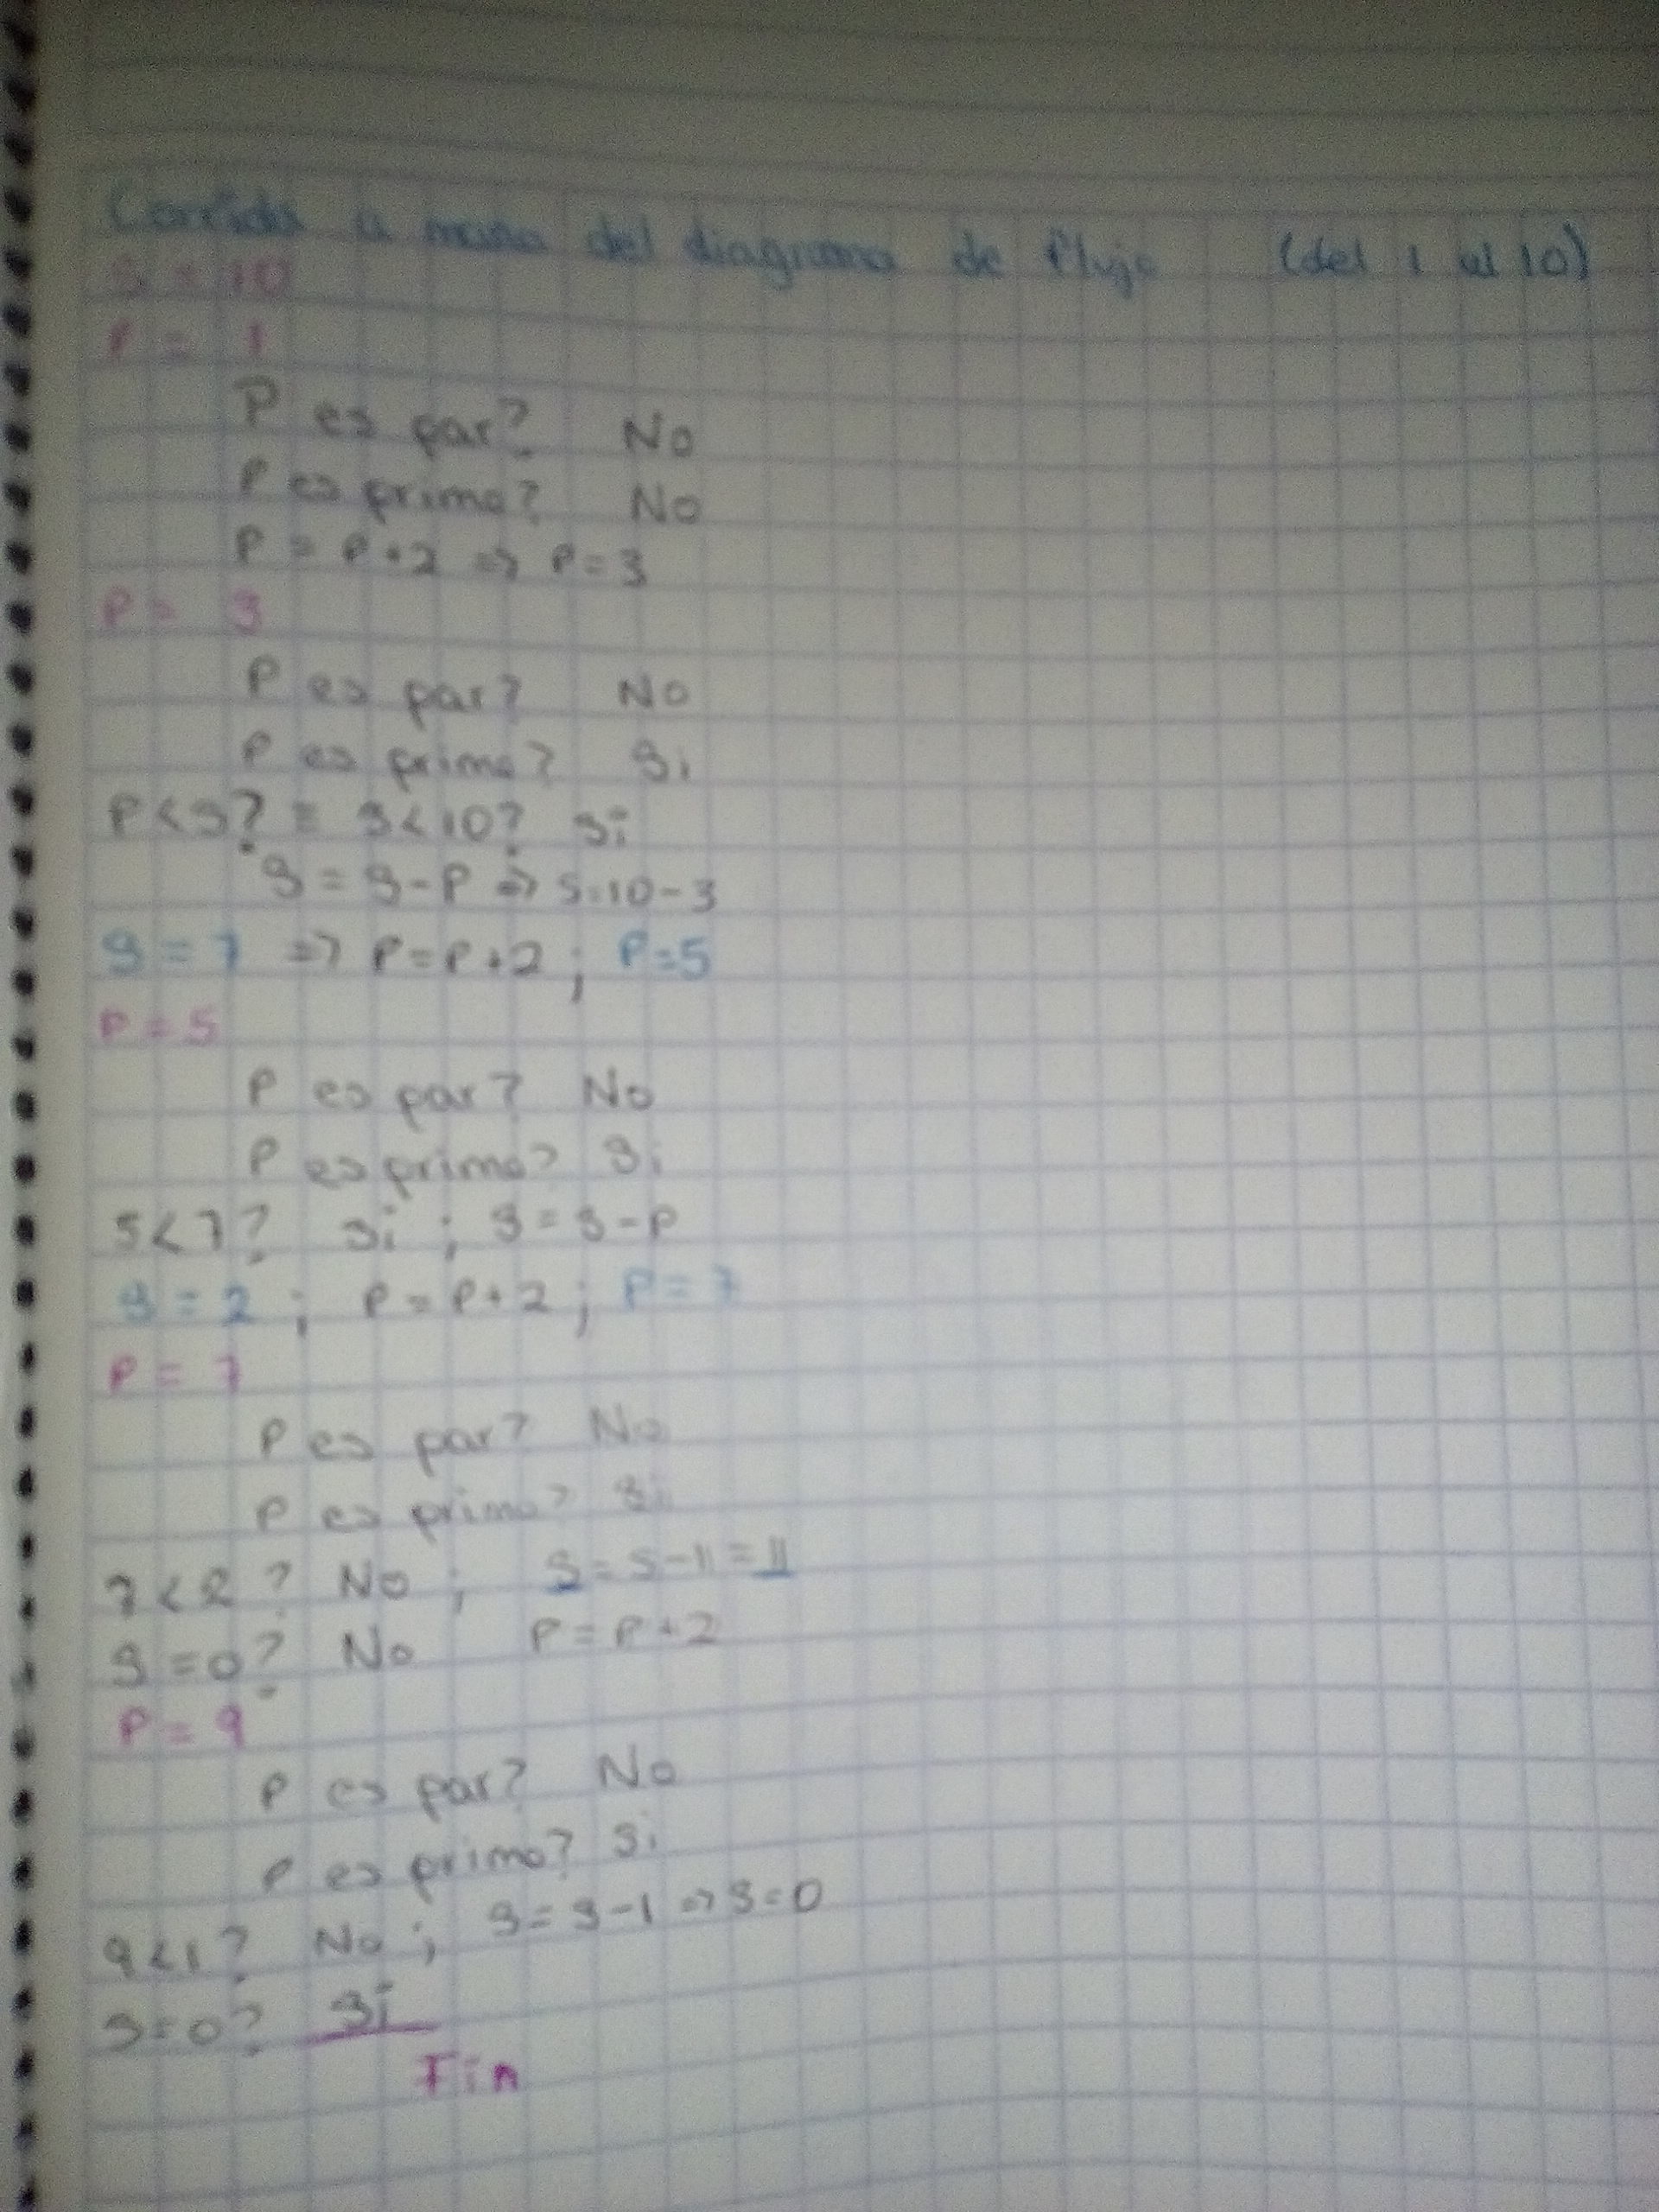 Corrida a mano del diagrama de flujo (del 1 al 10)
S = 10
P = 1
P es par? No
P es primo? No
P = P+2 => P=3
P = 3
P es par? No
P es primo? Si
P<S? = 3<10? Si
S = S-P => S=10-3
S = 7 => P=P+2; P=5
P = 5
P es par? No
P es primo? Si
5<7? Si; S=S-P
S = 2; P=P+2; P=7
P = 7
P es par? No
P es primo? Si
7<2? No; S=S-1=1
S=0? No P=P+2
P = 9
P es par? No
P es primo? Si
9<1? No; S=S-1 => S=0
S=0? Si
Fin